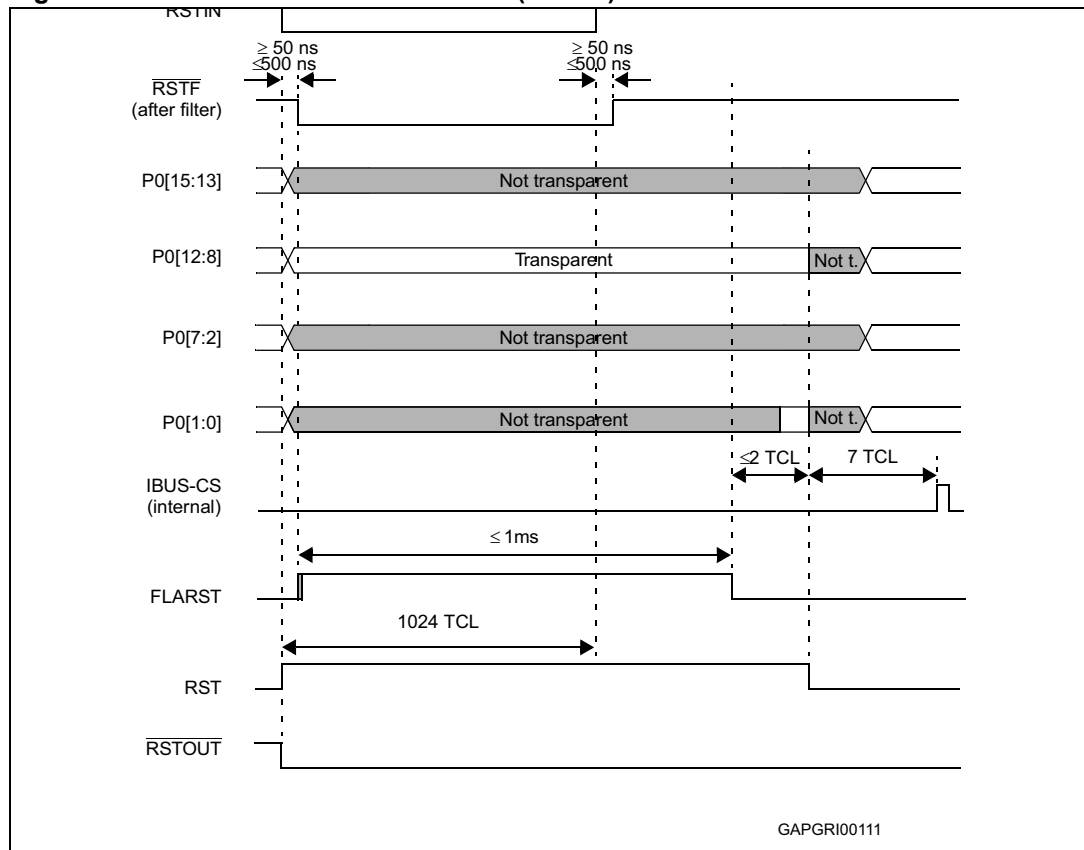 RSTIN
≥ 50 ns
≤500 ns
≥ 50 ns
≤500 ns
RSTF
(after filter)
P0[15:13]
Not transparent
P0[12:8]
Transparent
Not t.
P0[7:2]
Not transparent
P0[1:0]
Not transparent
Not t.
≤2 TCL
7 TCL
IBUS-CS
(internal)
≤ 1ms
FLARST
1024 TCL
RST
RSTOUT
GAPGRI00111